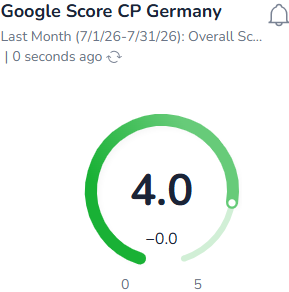 Google Score CP Germany
Last Month (7/1/26-7/31/26): Overall Sc...
| 0 seconds ago
4.0
−0.0
0 5